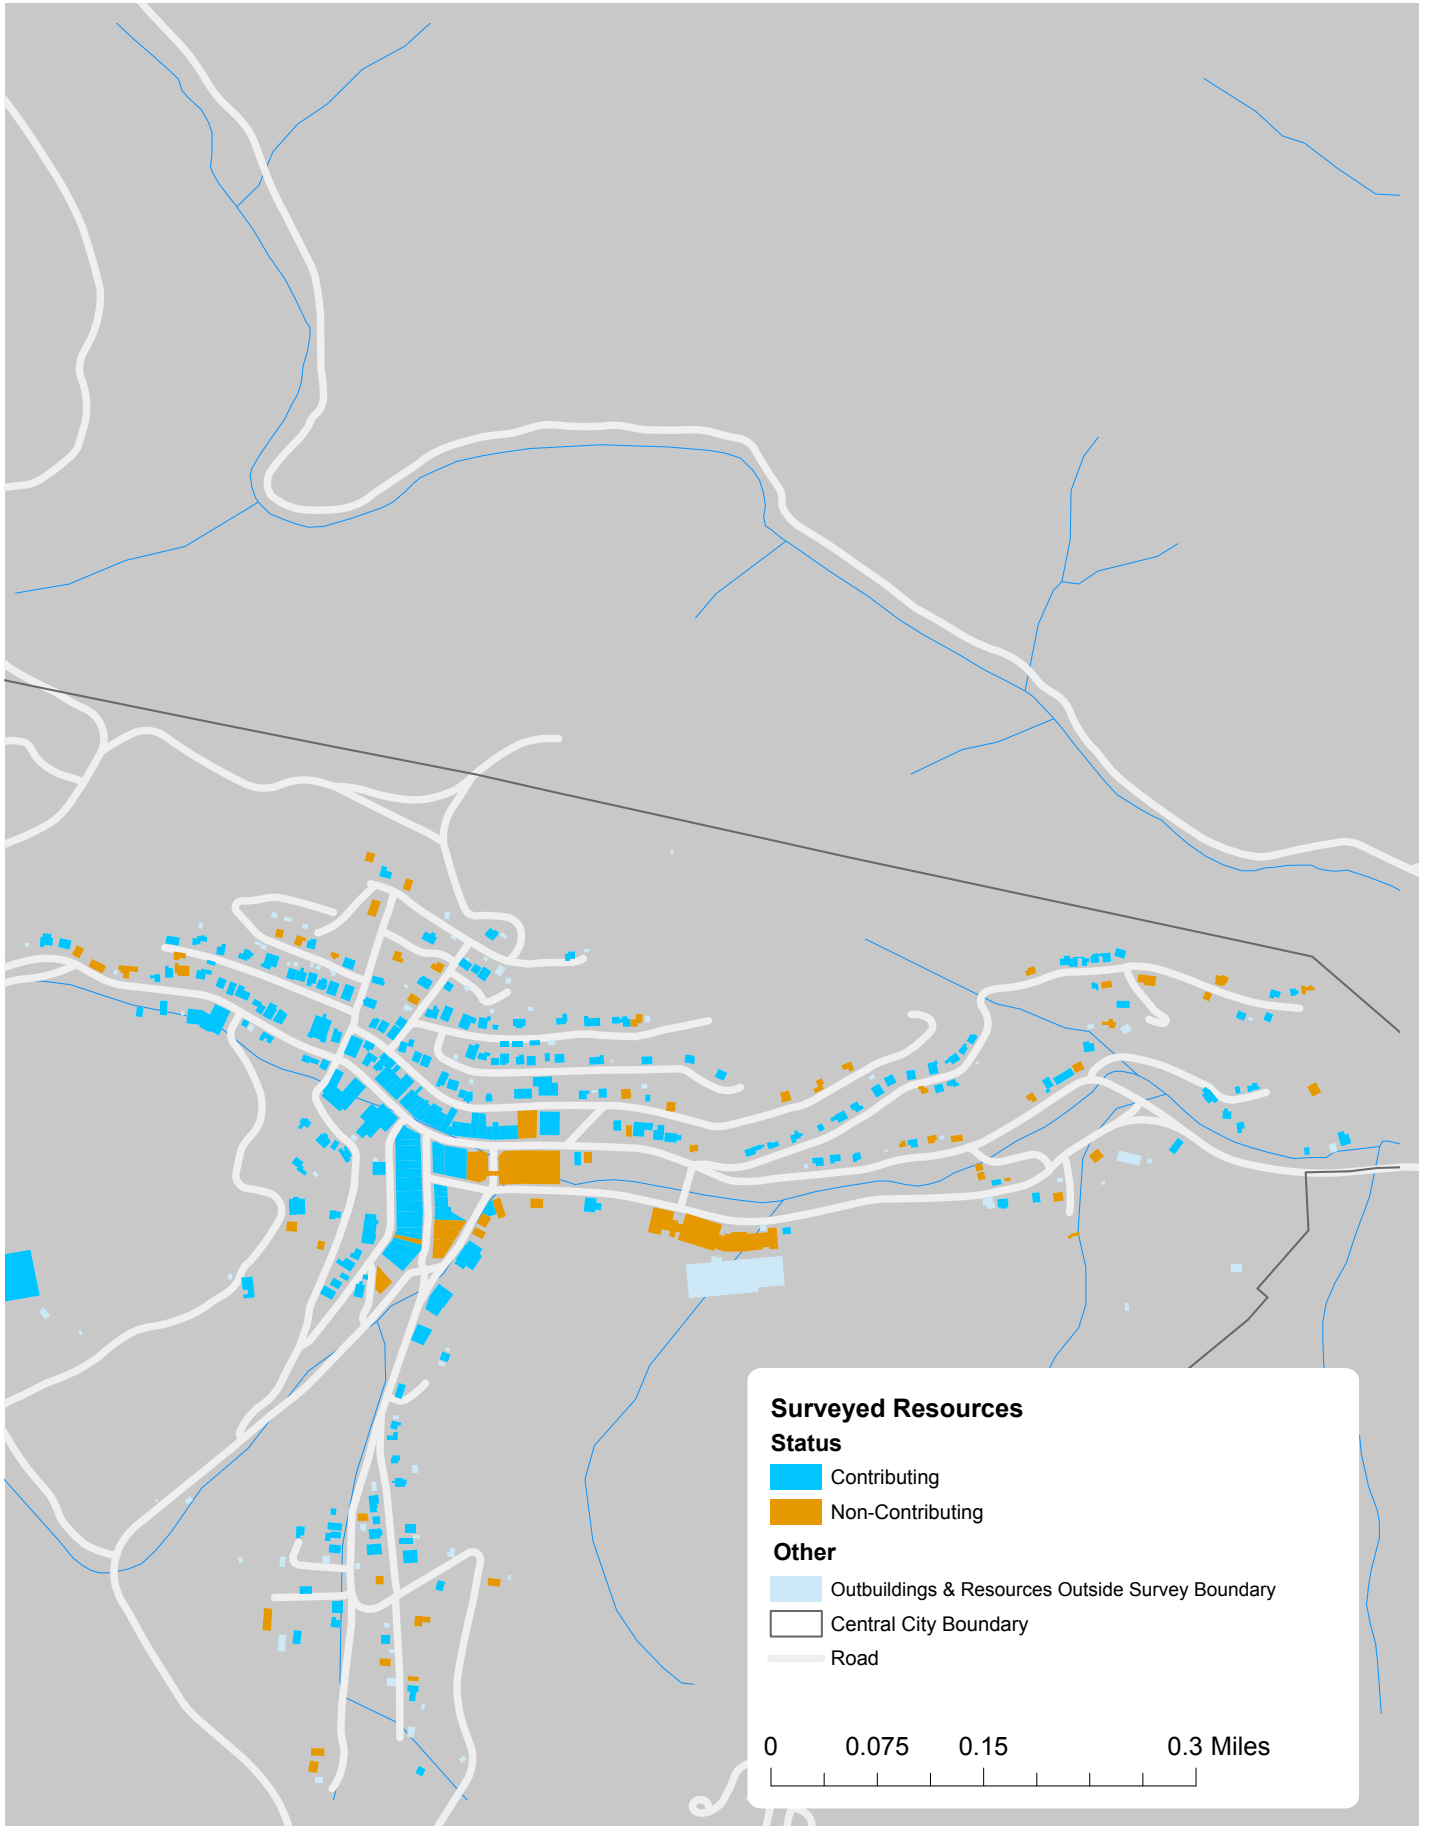 Surveyed Resources
Status
Contributing
Non-Contributing
Other
Outbuildings & Resources Outside Survey Boundary
Central City Boundary
Road
0 0.075 0.15 0.3 Miles